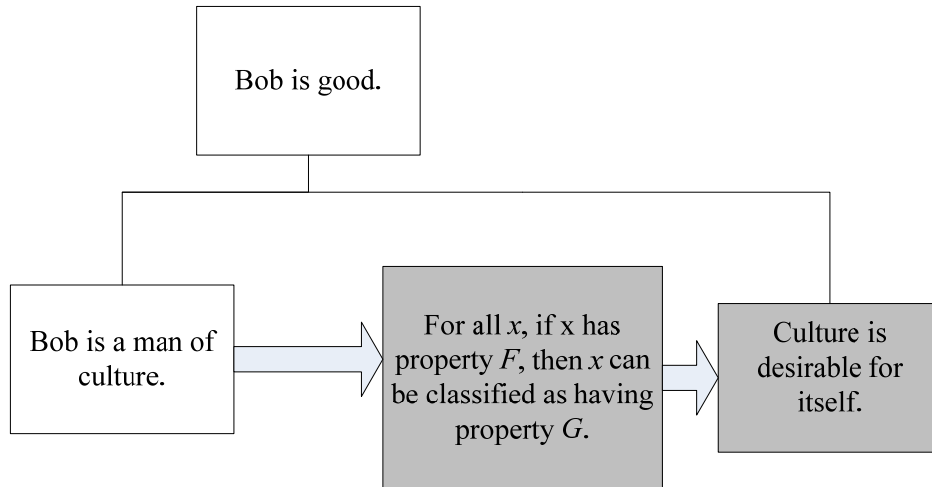 Bob is good.
Bob is a man of
culture.
For all x, if x has
property F, then x can
be classified as having
property G.
Culture is
desirable for
itself.